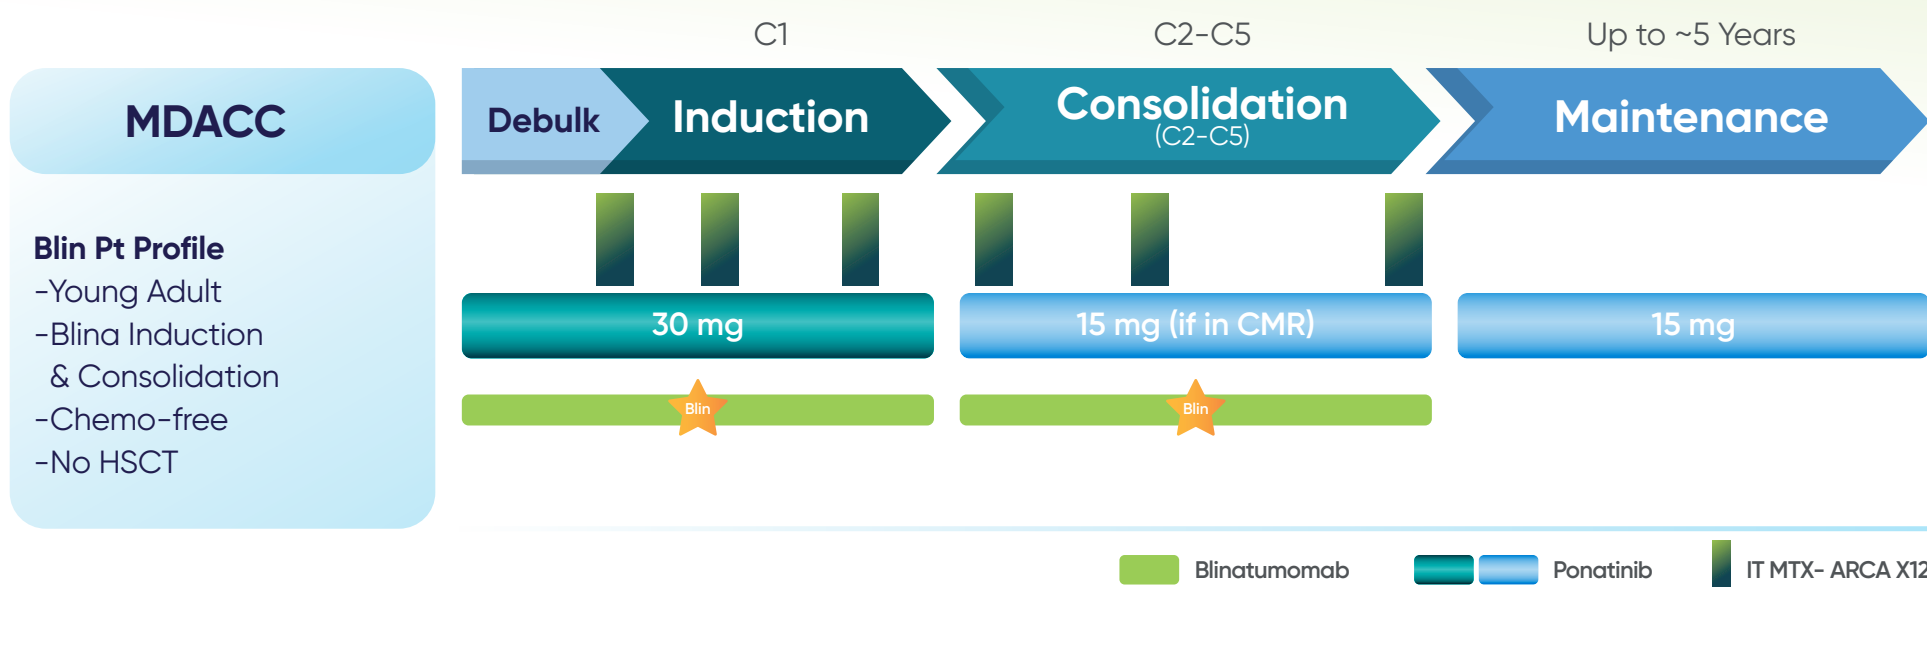 C1
C2-C5
Up to ~5 Years
MDACC
Debulk
Induction
Consolidation
(C2-C5)
Maintenance
Blin Pt Profile
-Young Adult
-Blina Induction
& Consolidation
-Chemo-free
-No HSCT
30 mg
15 mg (if in CMR)
15 mg
Blin
Blin
Blinatumomab
Ponatinib
IT MTX- ARCA X12